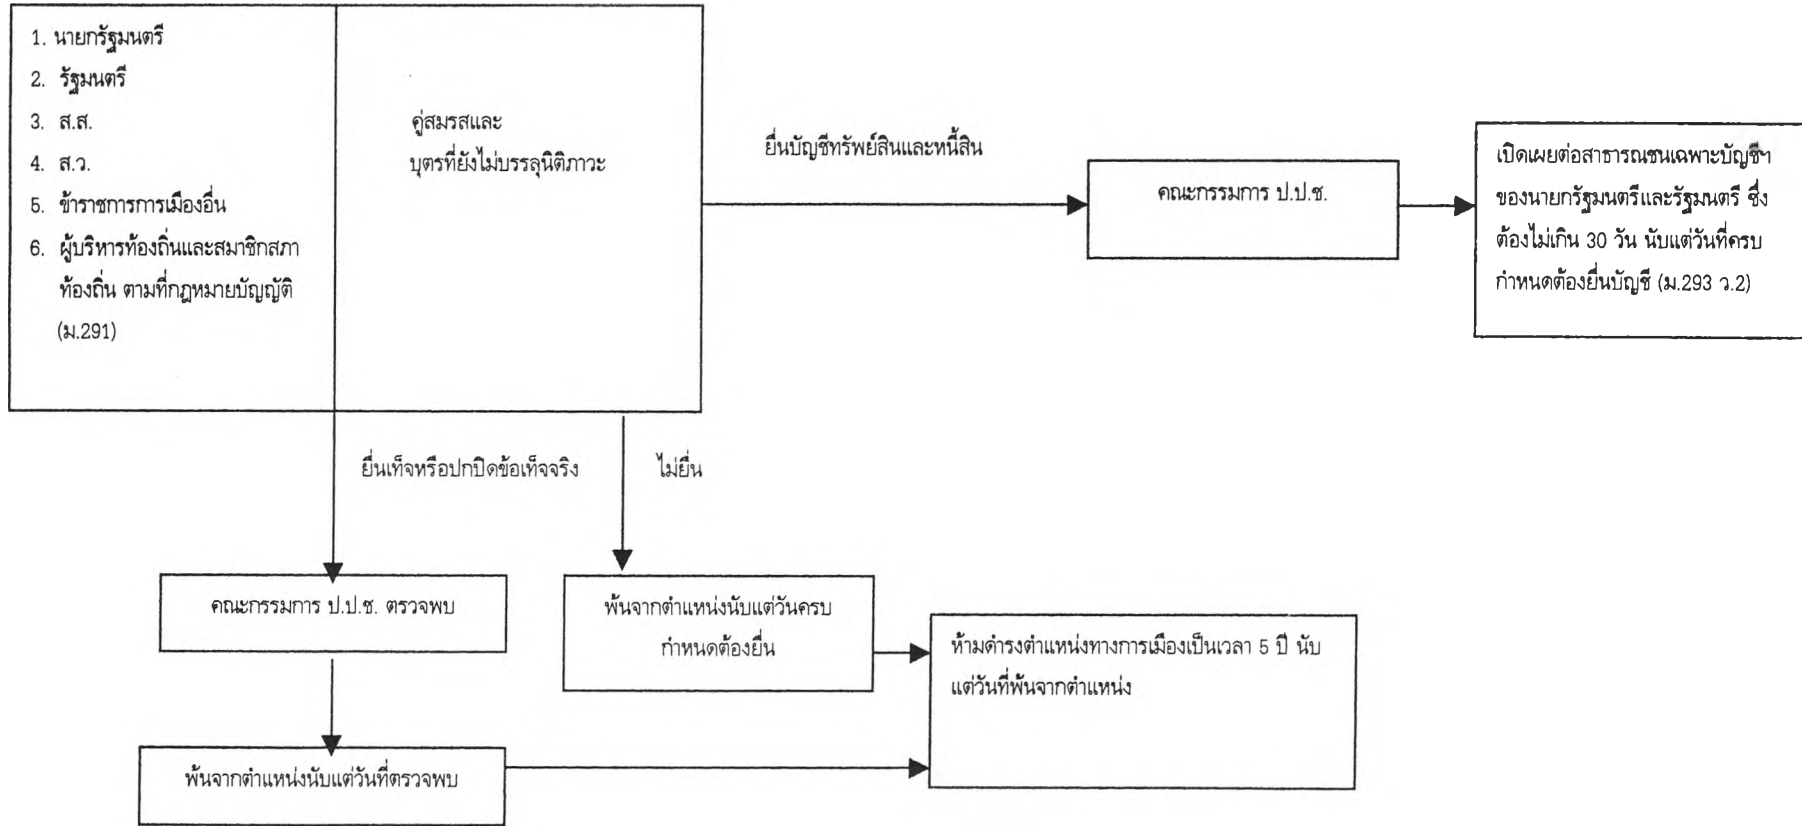 1. นายกรัฐมนตรี
2. รัฐมนตรี
3. ส.ส.
4. ส.ว.
5. ข้าราชการการเมืองอื่น
6. ผู้บริหารท้องถิ่นและสมาชิกสภา
ท้องถิ่น ตามที่กฎหมายบัญญัติ
(ม.291)
คู่สมรสและ
บุตรที่ยังไม่บรรลุนิติภาวะ
ยื่นบัญชีทรัพย์สินและหนี้สิน
คณะกรรมการ ป.ป.ช.
เปิดเผยต่อสาธารณชนเฉพาะบัญชีฯ
ของนายกรัฐมนตรีและรัฐมนตรี ซึ่ง
ต้องไม่เกิน 30 วัน นับแต่วันที่ครบ
กำหนดต้องยื่นบัญชี (ม.293 ว.2)
ยื่นเท็จหรือปกปิดข้อเท็จจริง
ไม่ยื่น
คณะกรรมการ ป.ป.ช. ตรวจพบ
พ้นจากตำแหน่งนับแต่วันครบ
กำหนดต้องยื่น
ห้ามดำรงตำแหน่งทางการเมืองเป็นเวลา 5 ปี นับ
แต่วันที่พ้นจากตำแหน่ง
พ้นจากตำแหน่งนับแต่วันที่ตรวจพบ